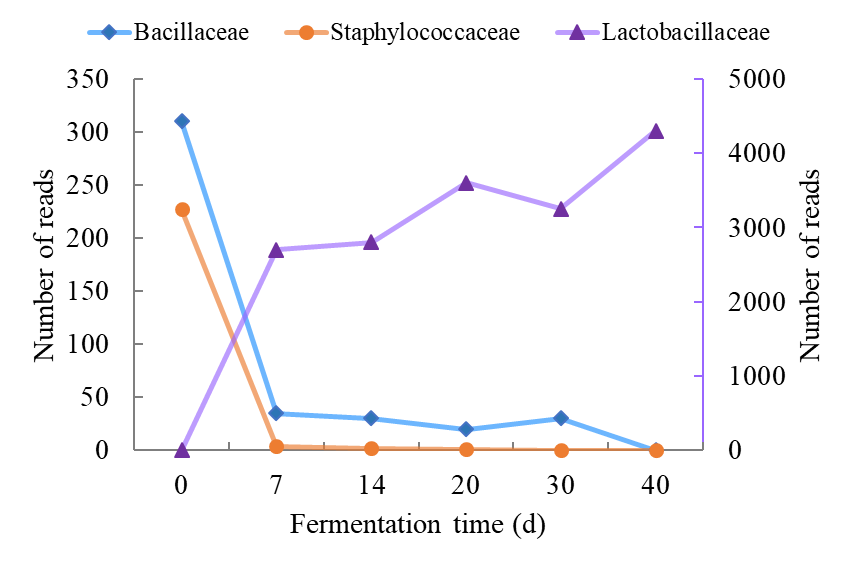 Bacillaceae Staphylococcaceae Lactobacillaceae
350 5000
300
4000
250
200 3000
150 2000
100
1000
50
0 0
0 7 14 20 30 40
Fermentation time (d)
Number of reads
Number of reads